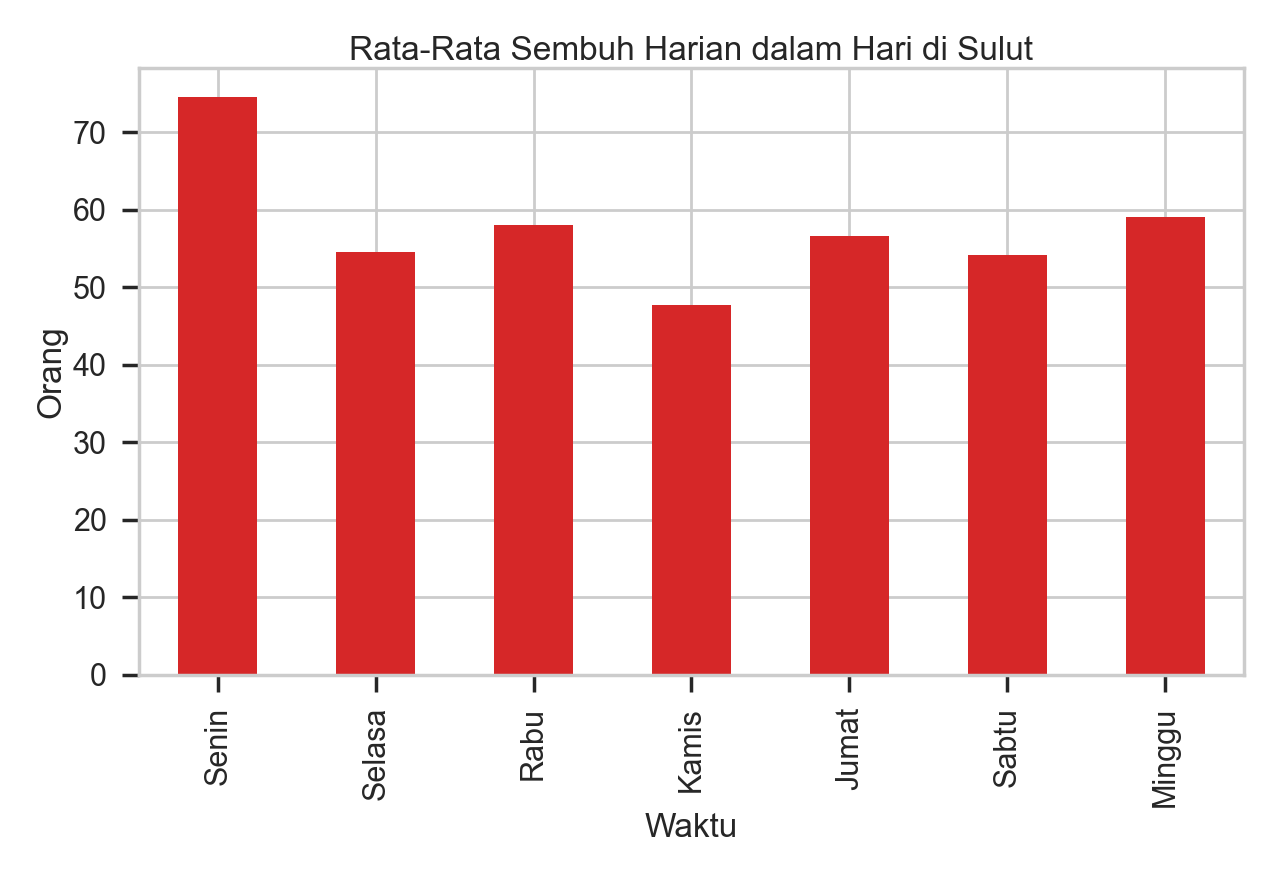 Rata-Rata Sembuh Harian dalam Hari di Sulut
Orang
70
60
50
40
30
20
10
0
Senin
Selasa
Rabu
Kamis
Jumat
Sabtu
Minggu
Waktu